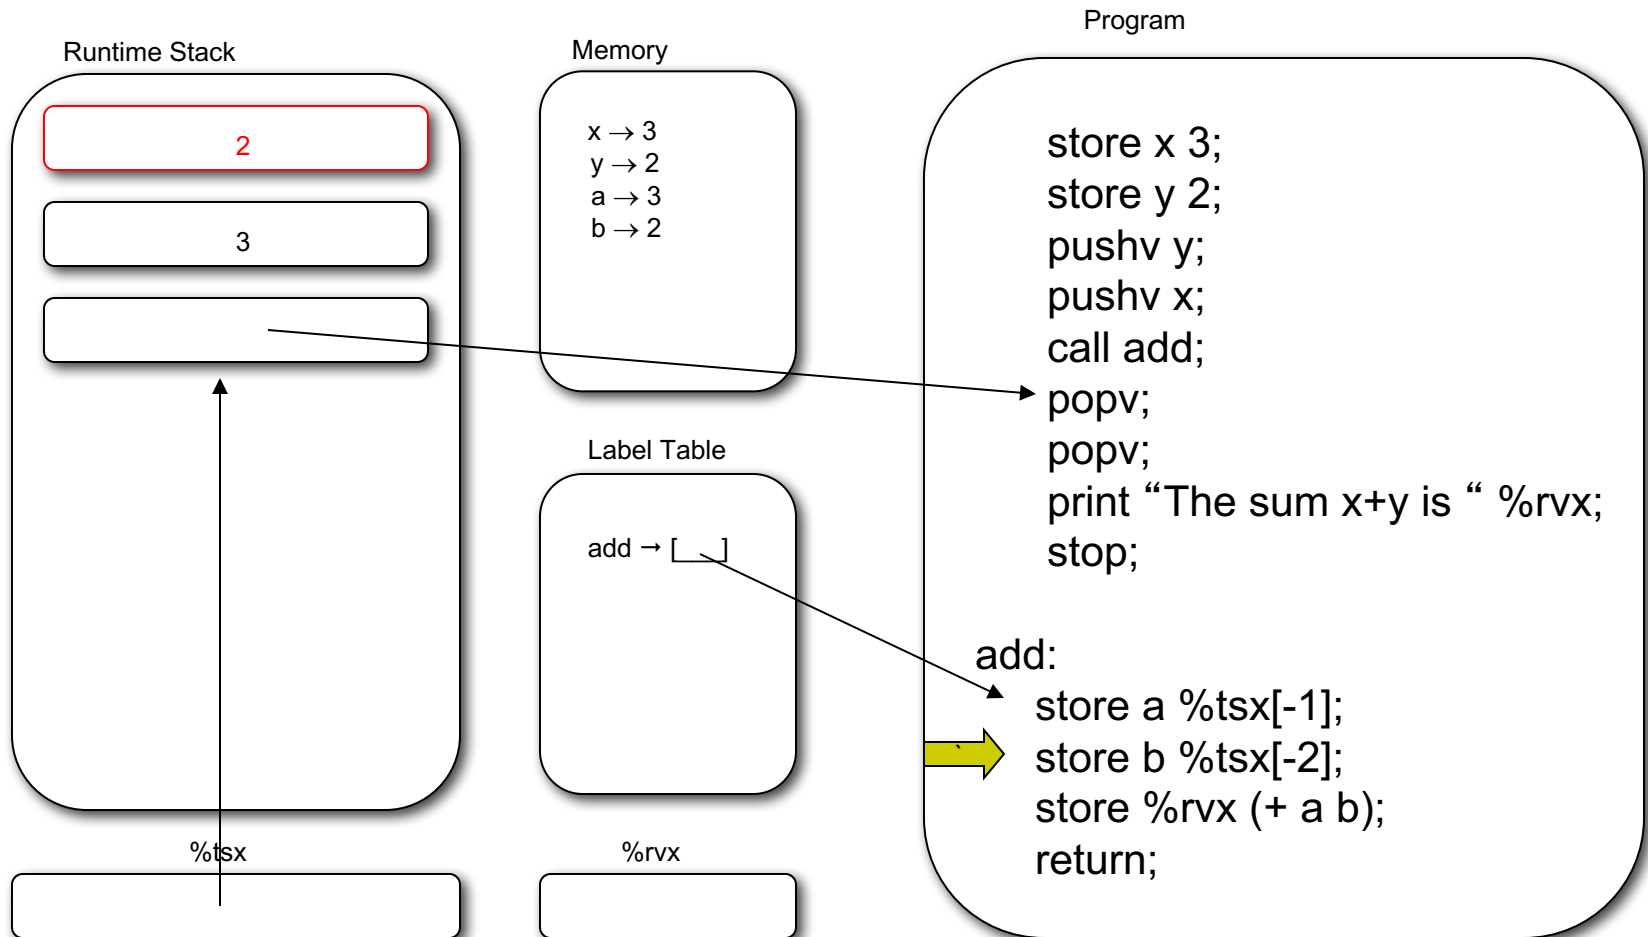 Program
Runtime Stack
Memory
2
3
x → 3
y → 2
a → 3
b → 2
Label Table
add → [___]
%tsx
%rvx
store x 3;
store y 2;
pushv y;
pushv x;
call add;
popv;
popv;
print “The sum x+y is “ %rvx;
stop;
add:
store a %tsx[-1];
`
store b %tsx[-2];
store %rvx (+ a b);
return;